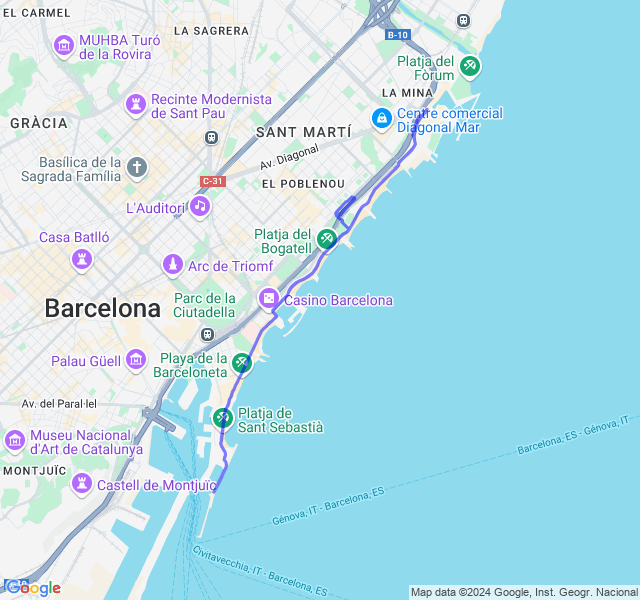 EL CARMEL
LA SAGRERA
B-10
MUHBA Turó
de la Rovira
Platja del
Fòrum
LA MINA
Recinte Modernista
de Sant Pau
Centre comercial
Diagonal Mar
GRÀCIA
SANT MARTÍ
Av. Diagonal
Basílica de la
Sagrada Família
C-31
EL POBLENOU
L'Auditori
Casa Batlló
Platja del
Bogatell
Arc de Triomf
Parc de la
Ciutadella
Casino Barcelona
Barcelona
Palau Güell
Playa de la
Barceloneta
Av. del Paral·lel
Platja de
Sant Sebastià
Museu Nacional
d'Art de Catalunya
MONTJUÏC
Castell de Montjuïc
Barcelona, ES - Génova, IT
Génova, IT - Barcelona, ES
Civitavecchia, IT - Barcelona, ES
Google
Map data ©2024 Google, Inst. Geogr. Nacional